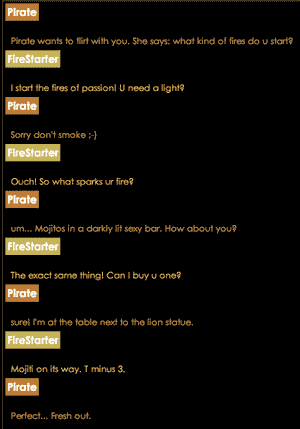 Pirate
Pirate wants to flirt with you. She says: what kind of fires do u start?
FireStarter
I start the fires of passion! U need a light?
Pirate
Sorry don't smoke ;-}
FireStarter
Ouch! So what sparks ur fire?
Pirate
um... Mojitos in a darkly lit sexy bar. How about you?
FireStarter
The exact same thing! Can I buy u one?
Pirate
sure! I'm at the table next to the lion statue.
FireStarter
Mojiti on its way. T minus 3.
Pirate
Perfect... Fresh out.